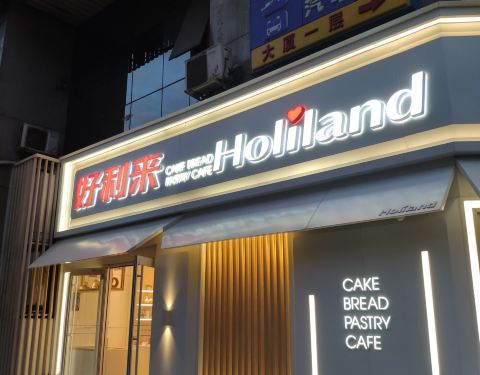 大厦一层
好利来
CAKE BREAD
PASTRY CAFE
Holiland
Holiland
CAKE
BREAD
PASTRY
CAFE